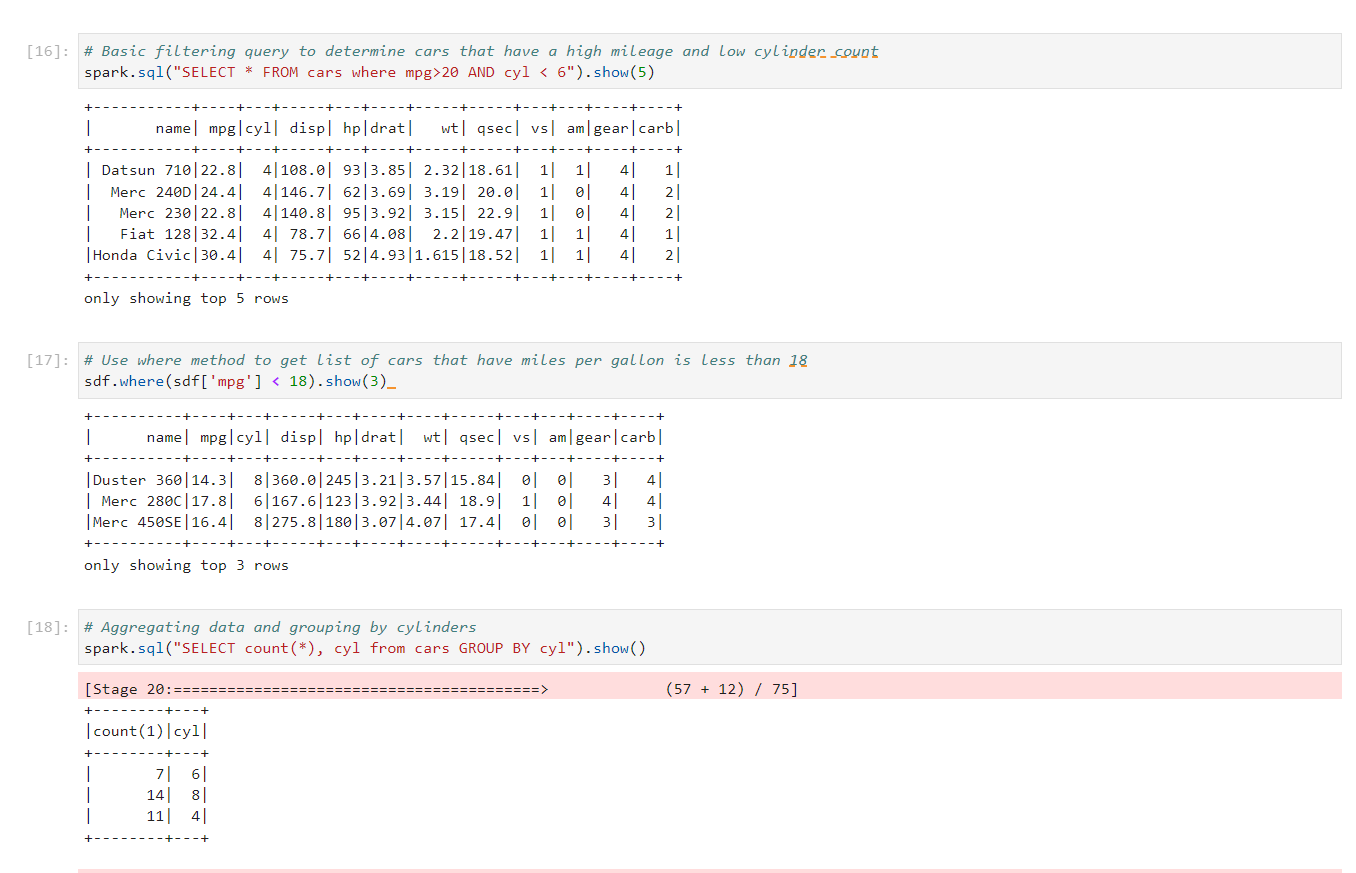 [16]: # Basic filtering query to determine cars that have a high mileage and low cylinder count
spark.sql("SELECT * FROM cars where mpg>20 AND cyl < 6").show(5)
+-----------+----+---+-----+---+----+-----+-----+---+---+----+----+
|       name| mpg|cyl| disp| hp|drat|   wt| qsec| vs| am|gear|carb|
+-----------+----+---+-----+---+----+-----+-----+---+---+----+----+
| Datsun 710|22.8|  4|108.0| 93|3.85| 2.32|18.61|  1|  1|   4|   1|
|  Merc 240D|24.4|  4|146.7| 62|3.69| 3.19| 20.0|  1|  0|   4|   2|
|   Merc 230|22.8|  4|140.8| 95|3.92| 3.15| 22.9|  1|  0|   4|   2|
|   Fiat 128|32.4|  4| 78.7| 66|4.08|  2.2|19.47|  1|  1|   4|   1|
|Honda Civic|30.4|  4| 75.7| 52|4.93|1.615|18.52|  1|  1|   4|   2|
+-----------+----+---+-----+---+----+-----+-----+---+---+----+----+
only showing top 5 rows
[17]: # Use where method to get list of cars that have miles per gallon is less than 18
sdf.where(sdf['mpg'] < 18).show(3)
+----------+----+---+-----+---+----+----+-----+---+---+----+----+
|      name| mpg|cyl| disp| hp|drat|  wt| qsec| vs| am|gear|carb|
+----------+----+---+-----+---+----+----+-----+---+---+----+----+
|Duster 360|14.3|  8|360.0|245|3.21|3.57|15.84|  0|  0|   3|   4|
| Merc 280C|17.8|  6|167.6|123|3.92|3.44| 18.9|  1|  0|   4|   4|
|Merc 450SE|16.4|  8|275.8|180|3.07|4.07| 17.4|  0|  0|   3|   3|
+----------+----+---+-----+---+----+----+-----+---+---+----+----+
only showing top 3 rows
[18]: # Aggregating data and grouping by cylinders
spark.sql("SELECT count(*), cyl from cars GROUP BY cyl").show()
[Stage 20:=========================================>             (57 + 12) / 75]
+--------+---+
|count(1)|cyl|
+--------+---+
|       7|  6|
|      14|  8|
|      11|  4|
+--------+---+